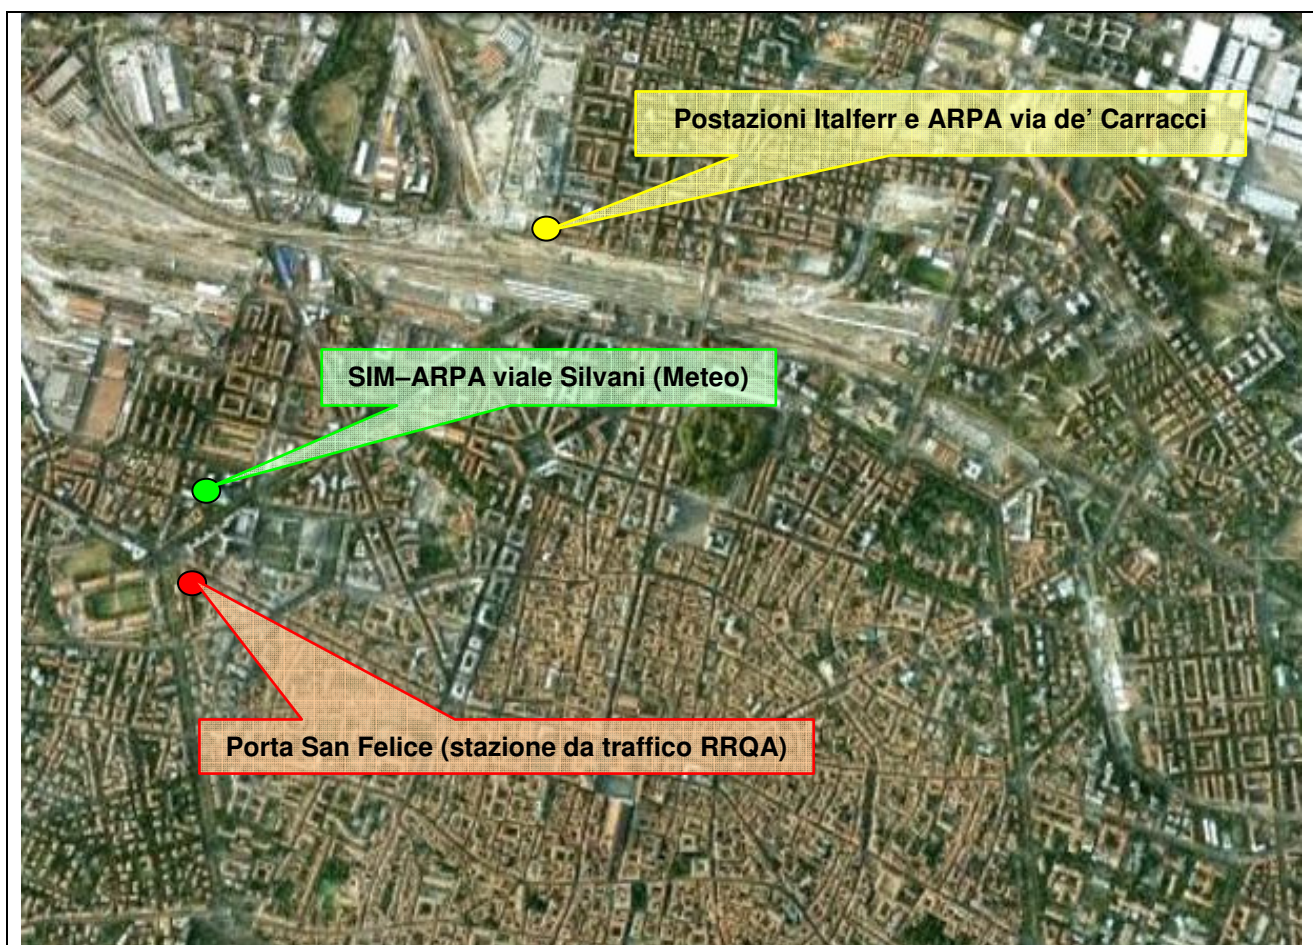 Postazioni Italferr e ARPA via de’ Carracci
SIM–ARPA viale Silvani (Meteo)
Porta San Felice (stazione da traffico RRQA)